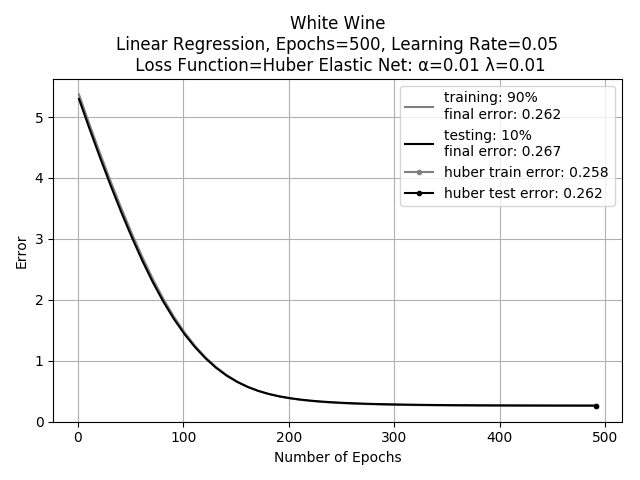 White Wine
Linear Regression, Epochs=500, Learning Rate=0.05
Loss Function=Huber Elastic Net: α=0.01 λ=0.01
training: 90%
final error: 0.262
testing: 10%
final error: 0.267
huber train error: 0.258
huber test error: 0.262
Error
5
4
3
2
1
0
0 100 200 300 400 500
Number of Epochs